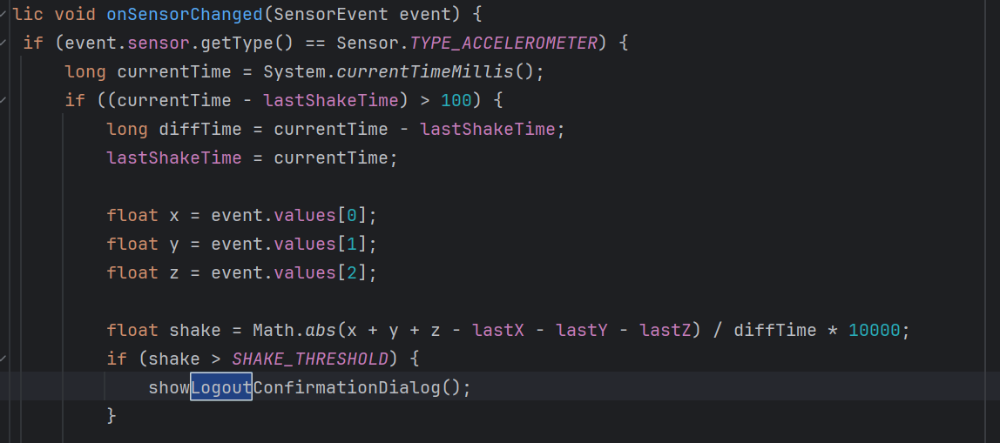 lic void onSensorChanged(SensorEvent event) {
if (event.sensor.getType() == Sensor.TYPE_ACCELEROMETER) {
long currentTime = System.currentTimeMillis();
if ((currentTime - lastShakeTime) > 100) {
long diffTime = currentTime - lastShakeTime;
lastShakeTime = currentTime;
float x = event.values[0];
float y = event.values[1];
float z = event.values[2];
float shake = Math.abs(x + y + z - lastX - lastY - lastZ) / diffTime * 10000;
if (shake > SHAKE_THRESHOLD) {
showLogoutConfirmationDialog();
}